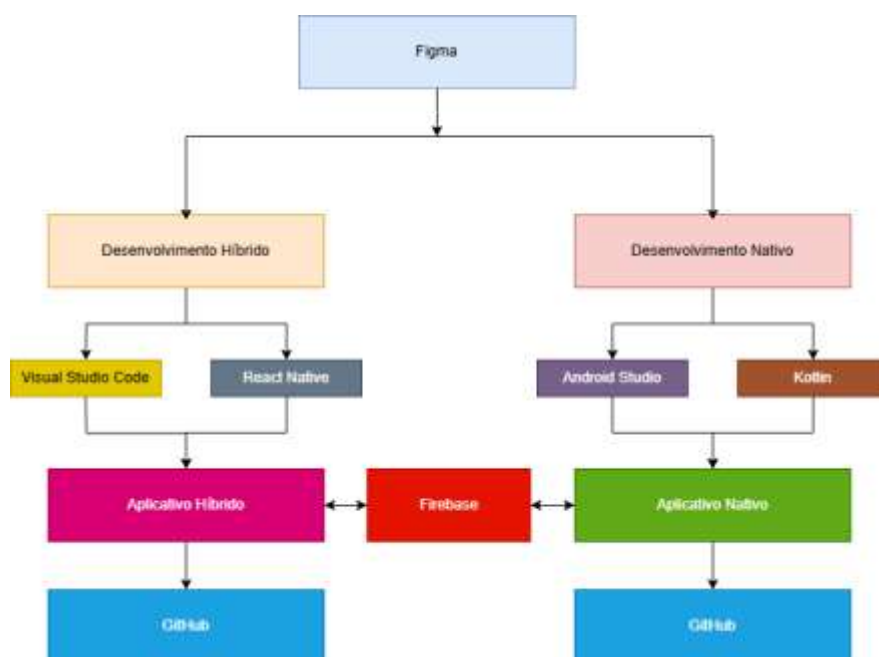 Figma
Desenvolvimento Híbrido
Desenvolvimento Nativo
Visual Studio Code
React Native
Android Studio
Kotlin
Aplicativo Híbrido
Firebase
Aplicativo Nativo
GitHub
GitHub